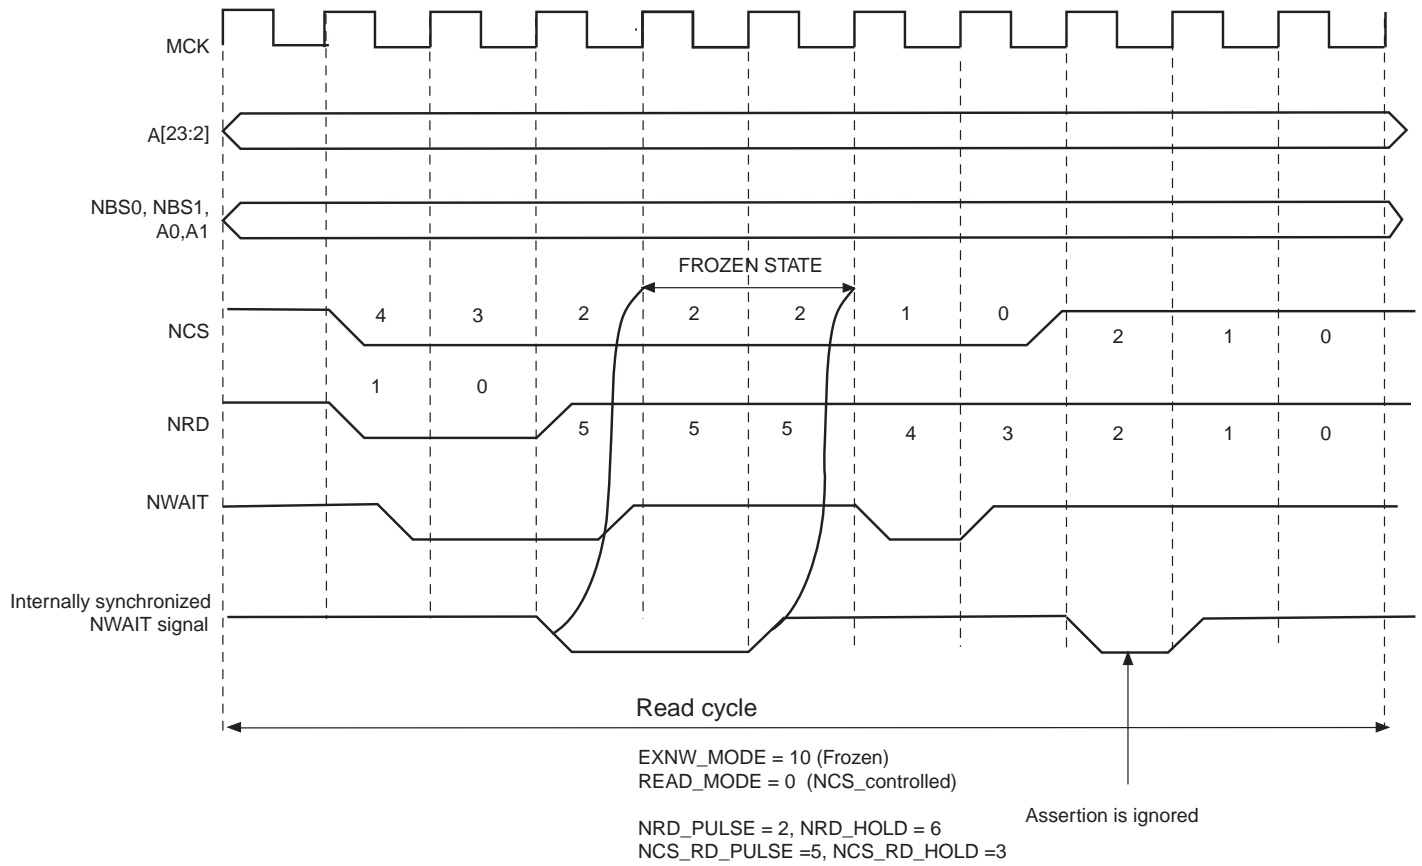 MCK
A[23:2]
NBS0, NBS1,
A0,A1
FROZEN STATE
NCS
4 3 2 2 2 1 0
2 1 0
1 0
NRD
5 5 5 4 3 2 1 0
NWAIT
Internally synchronized
NWAIT signal
Read cycle
EXNW_MODE = 10 (Frozen)
READ_MODE = 0 (NCS_controlled)
Assertion is ignored
NRD_PULSE = 2, NRD_HOLD = 6
NCS_RD_PULSE =5, NCS_RD_HOLD =3